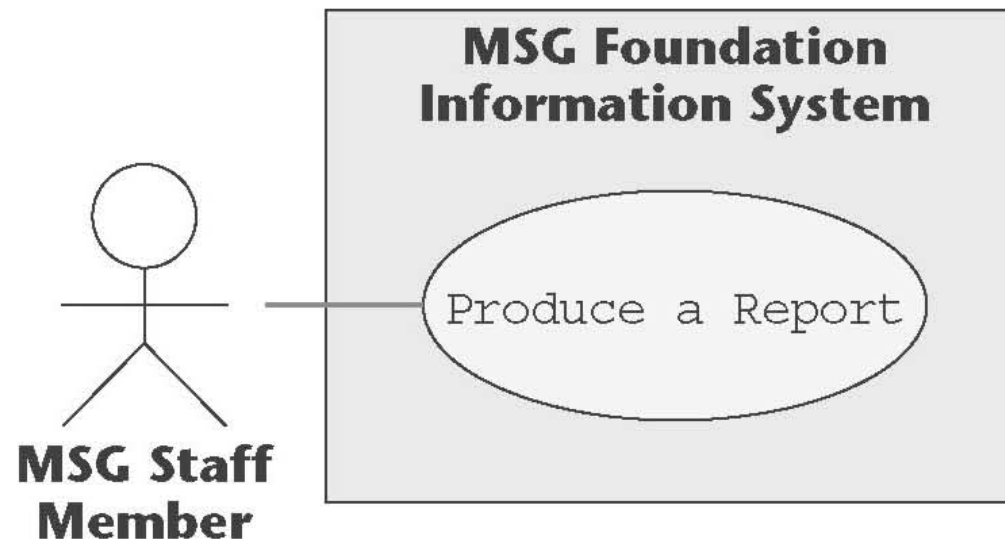 MSG Foundation
Information System
Produce a Report
MSG Staff
Member